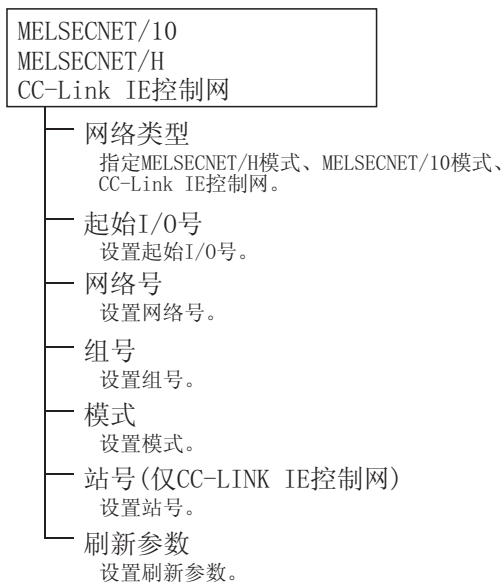 MELSECNET/10
MELSECNET/H
CC-Link IE控制网
网络类型
指定MELSECNET/H模式、MELSECNET/10模式、
CC-Link IE控制网。
起始I/O号
设置起始I/O号。
网络号
设置网络号。
组号
设置组号。
模式
设置模式。
站号(仅CC-LINK IE控制网)
设置站号。
刷新参数
设置刷新参数。